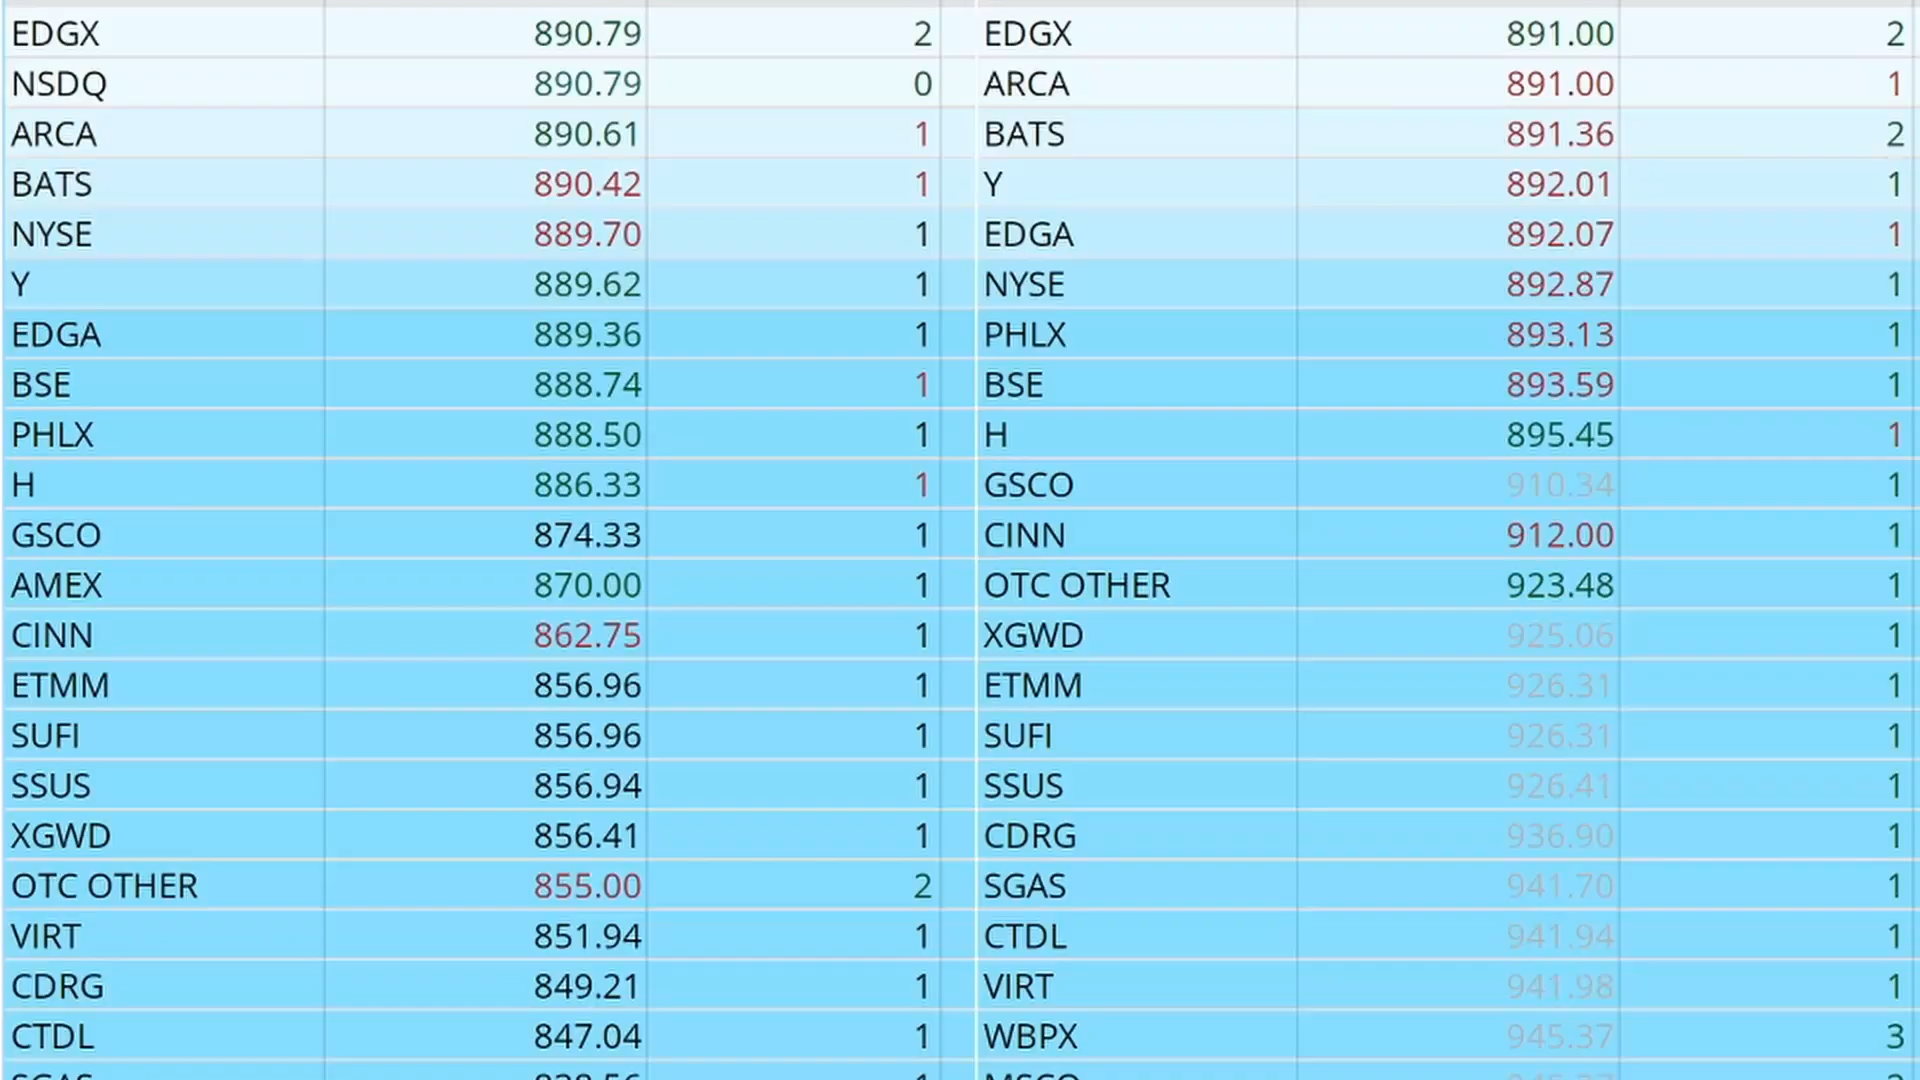 EDGX 890.79 2 EDGX 891.00 2
NSDQ 890.79 0 ARCA 891.00 1
ARCA 890.61 1 BATS 891.36 2
BATS 890.42 1 Y 892.01 1
NYSE 889.70 1 EDGA 892.07 1
Y 889.62 1 NYSE 892.87 1
EDGA 889.36 1 PHLX 893.13 1
BSE 888.74 1 BSE 893.59 1
PHLX 888.50 1 H 895.45 1
H 886.33 1 GSCO 910.34 1
GSCO 874.33 1 CINN 912.00 1
AMEX 870.00 1 OTC OTHER 923.48 1
CINN 862.75 1 XGWD 925.06 1
ETMM 856.96 1 ETMM 926.31 1
SUFI 856.96 1 SUFI 926.31 1
SSUS 856.94 1 SSUS 926.41 1
XGWD 856.41 1 CDRG 936.90 1
OTC OTHER 855.00 2 SGAS 941.70 1
VIRT 851.94 1 CTDL 941.94 1
CDRG 849.21 1 VIRT 941.98 1
CTDL 847.04 1 WBPX 945.37 3